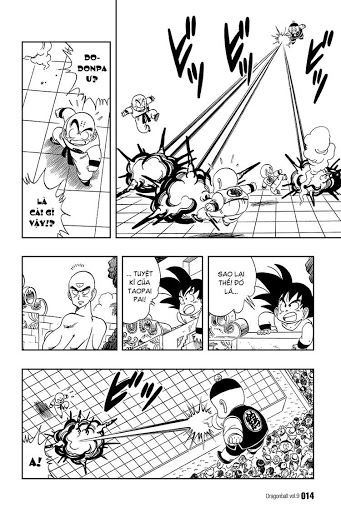 DO-
DONPA
Ư?
LÀ
CÁI GÌ
VẬY!?
SAO LẠI
THẾ! ĐÓ
LÀ...
... TUYỆT
KĨ CỦA
TAOPAI
PAI!
A!
Dragonball vol.9 014